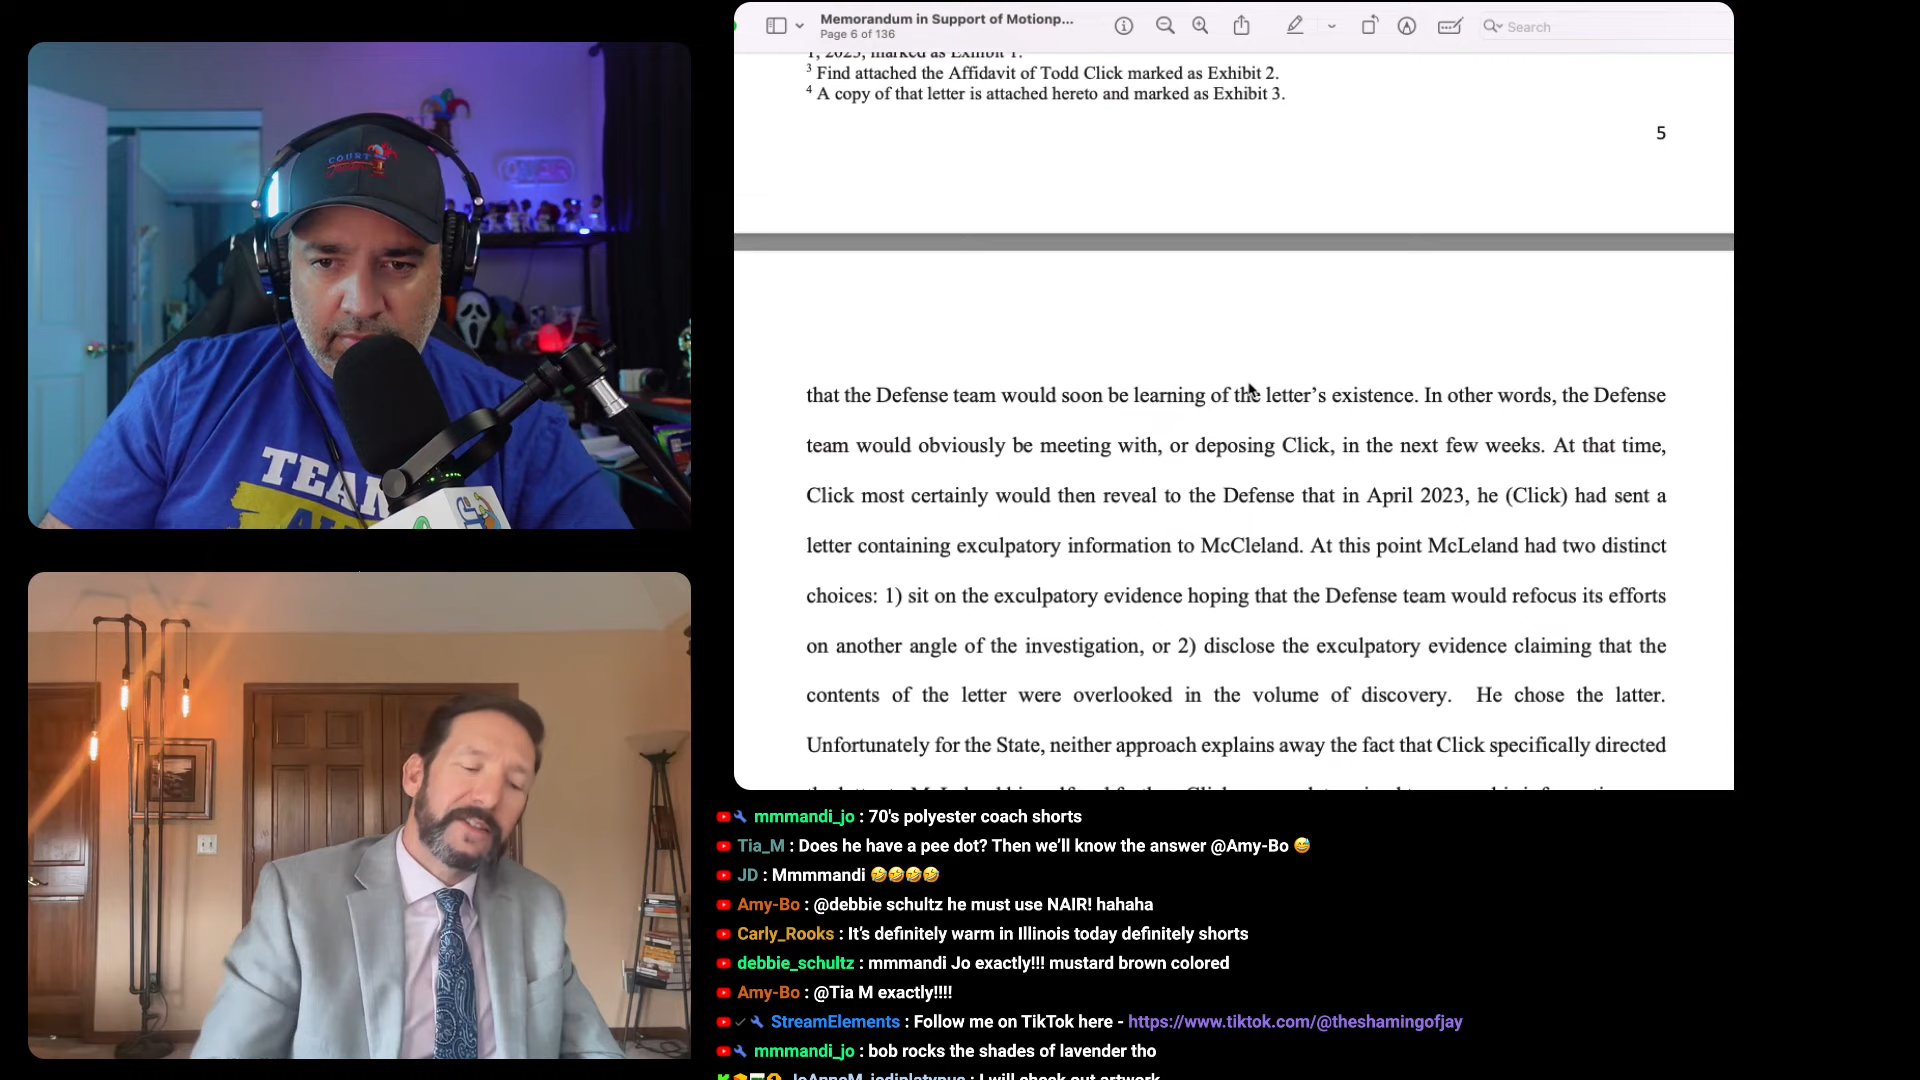 Memorandum in Support of Motionp...
Page 6 of 136
Search
1, 2023, marked as Exhibit 1.
3 Find attached the Affidavit of Todd Click marked as Exhibit 2.
4 A copy of that letter is attached hereto and marked as Exhibit 3.
5
that the Defense team would soon be learning of the letter’s existence. In other words, the Defense
team would obviously be meeting with, or deposing Click, in the next few weeks. At that time,
Click most certainly would then reveal to the Defense that in April 2023, he (Click) had sent a
letter containing exculpatory information to McCleland. At this point McLeland had two distinct
choices: 1) sit on the exculpatory evidence hoping that the Defense team would refocus its efforts
on another angle of the investigation, or 2) disclose the exculpatory evidence claiming that the
contents of the letter were overlooked in the volume of discovery. He chose the latter.
Unfortunately for the State, neither approach explains away the fact that Click specifically directed
COURT
TEAM
mmmandi_jo : 70's polyester coach shorts
Tia_M : Does he have a pee dot? Then we’ll know the answer @Amy-Bo 😅
JD : Mmmmandi 🤣🤣🤣🤣
Amy-Bo : @debbie schultz he must use NAIR! hahaha
Carly_Rooks : It’s definitely warm in Illinois today definitely shorts
debbie_schultz : mmmandi Jo exactly!!! mustard brown colored
Amy-Bo : @Tia M exactly!!!!
StreamElements : Follow me on TikTok here - https://www.tiktok.com/@theshamingofjay
mmmandi_jo : bob rocks the shades of lavender tho
: I will check out artwork